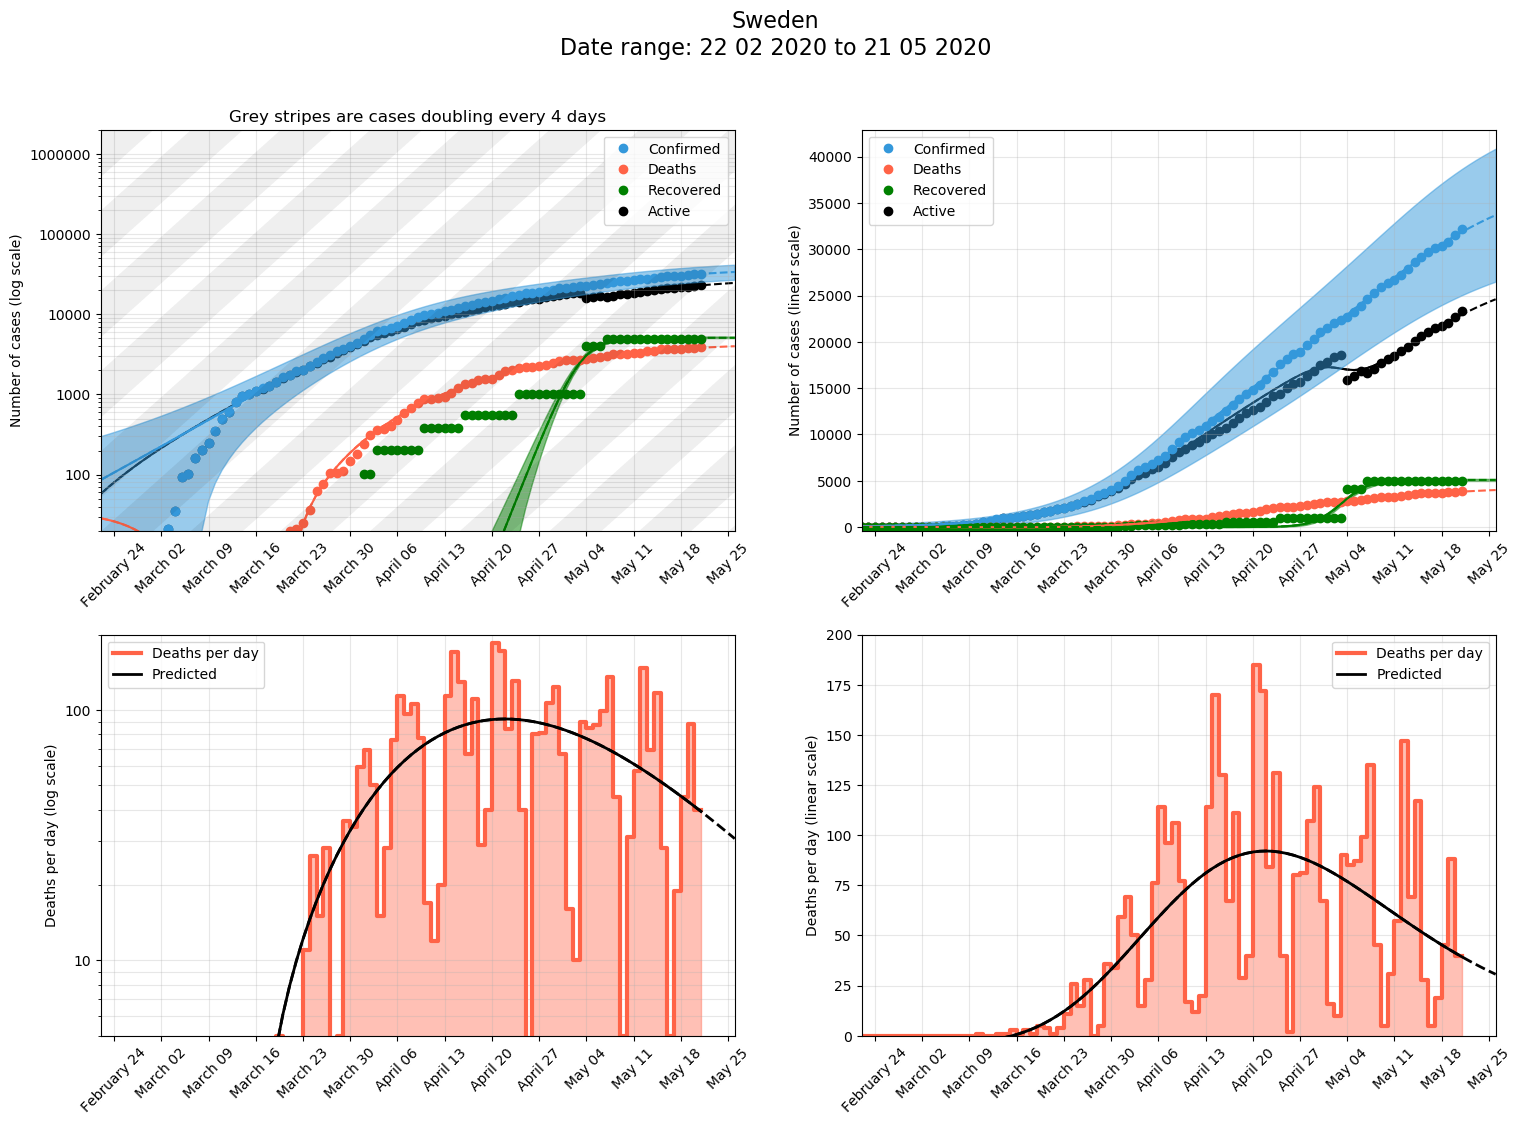 Sweden
Date range: 22 02 2020 to 21 05 2020
Grey stripes are cases doubling every 4 days
Number of cases (log scale)
1000000
100000
10000
1000
100
Confirmed
Deaths
Recovered
Active
February 24
March 02
March 09
March 16
March 23
March 30
April 06
April 13
April 20
April 27
May 04
May 11
May 18
May 25
Number of cases (linear scale)
40000
35000
30000
25000
20000
15000
10000
5000
0
Confirmed
Deaths
Recovered
Active
February 24
March 02
March 09
March 16
March 23
March 30
April 06
April 13
April 20
April 27
May 04
May 11
May 18
May 25
Deaths per day (log scale)
100
10
Deaths per day
Predicted
February 24
March 02
March 09
March 16
March 23
March 30
April 06
April 13
April 20
April 27
May 04
May 11
May 18
May 25
Deaths per day (linear scale)
200
175
150
125
100
75
50
25
0
Deaths per day
Predicted
February 24
March 02
March 09
March 16
March 23
March 30
April 06
April 13
April 20
April 27
May 04
May 11
May 18
May 25